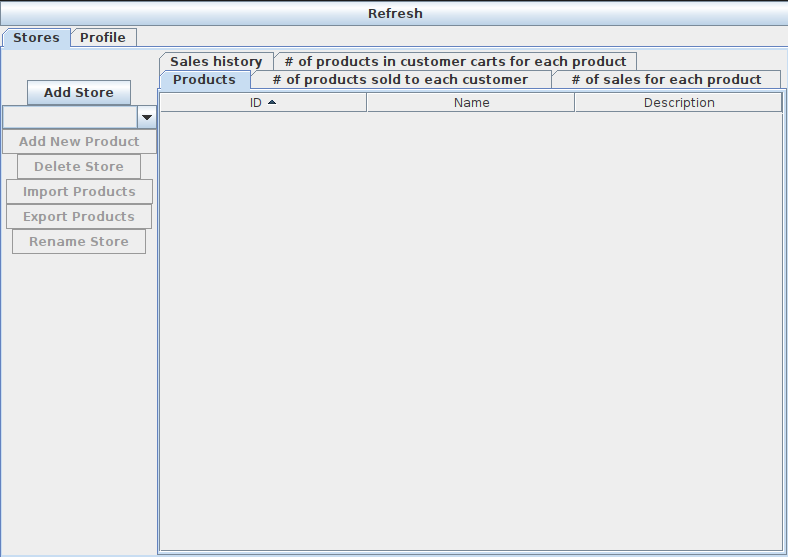 Refresh
Stores Profile
Sales history # of products in customer carts for each product
Products # of products sold to each customer # of sales for each product
Add Store
ID Name Description
Add New Product
Delete Store
Import Products
Export Products
Rename Store